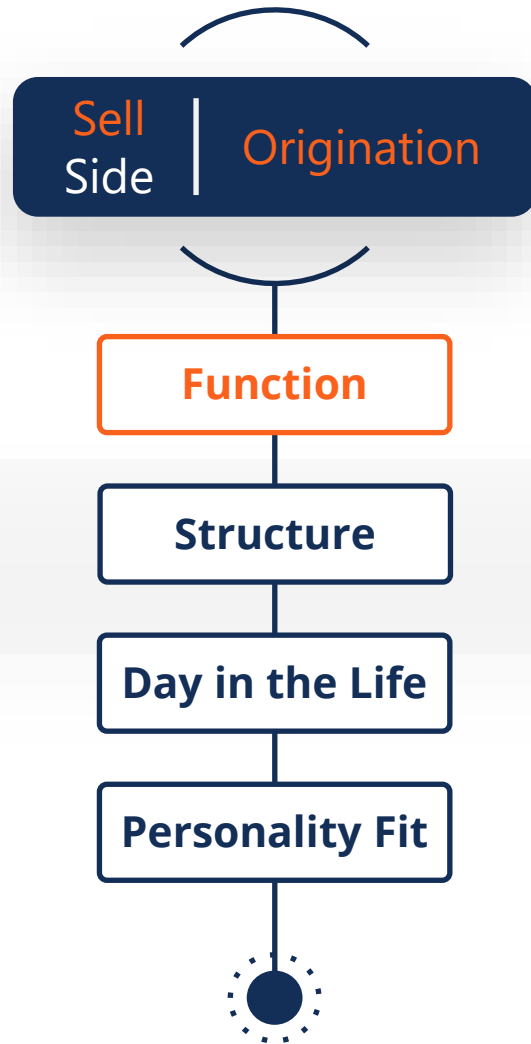 Sell
Side
Origination
Function
Structure
Day in the Life
Personality Fit